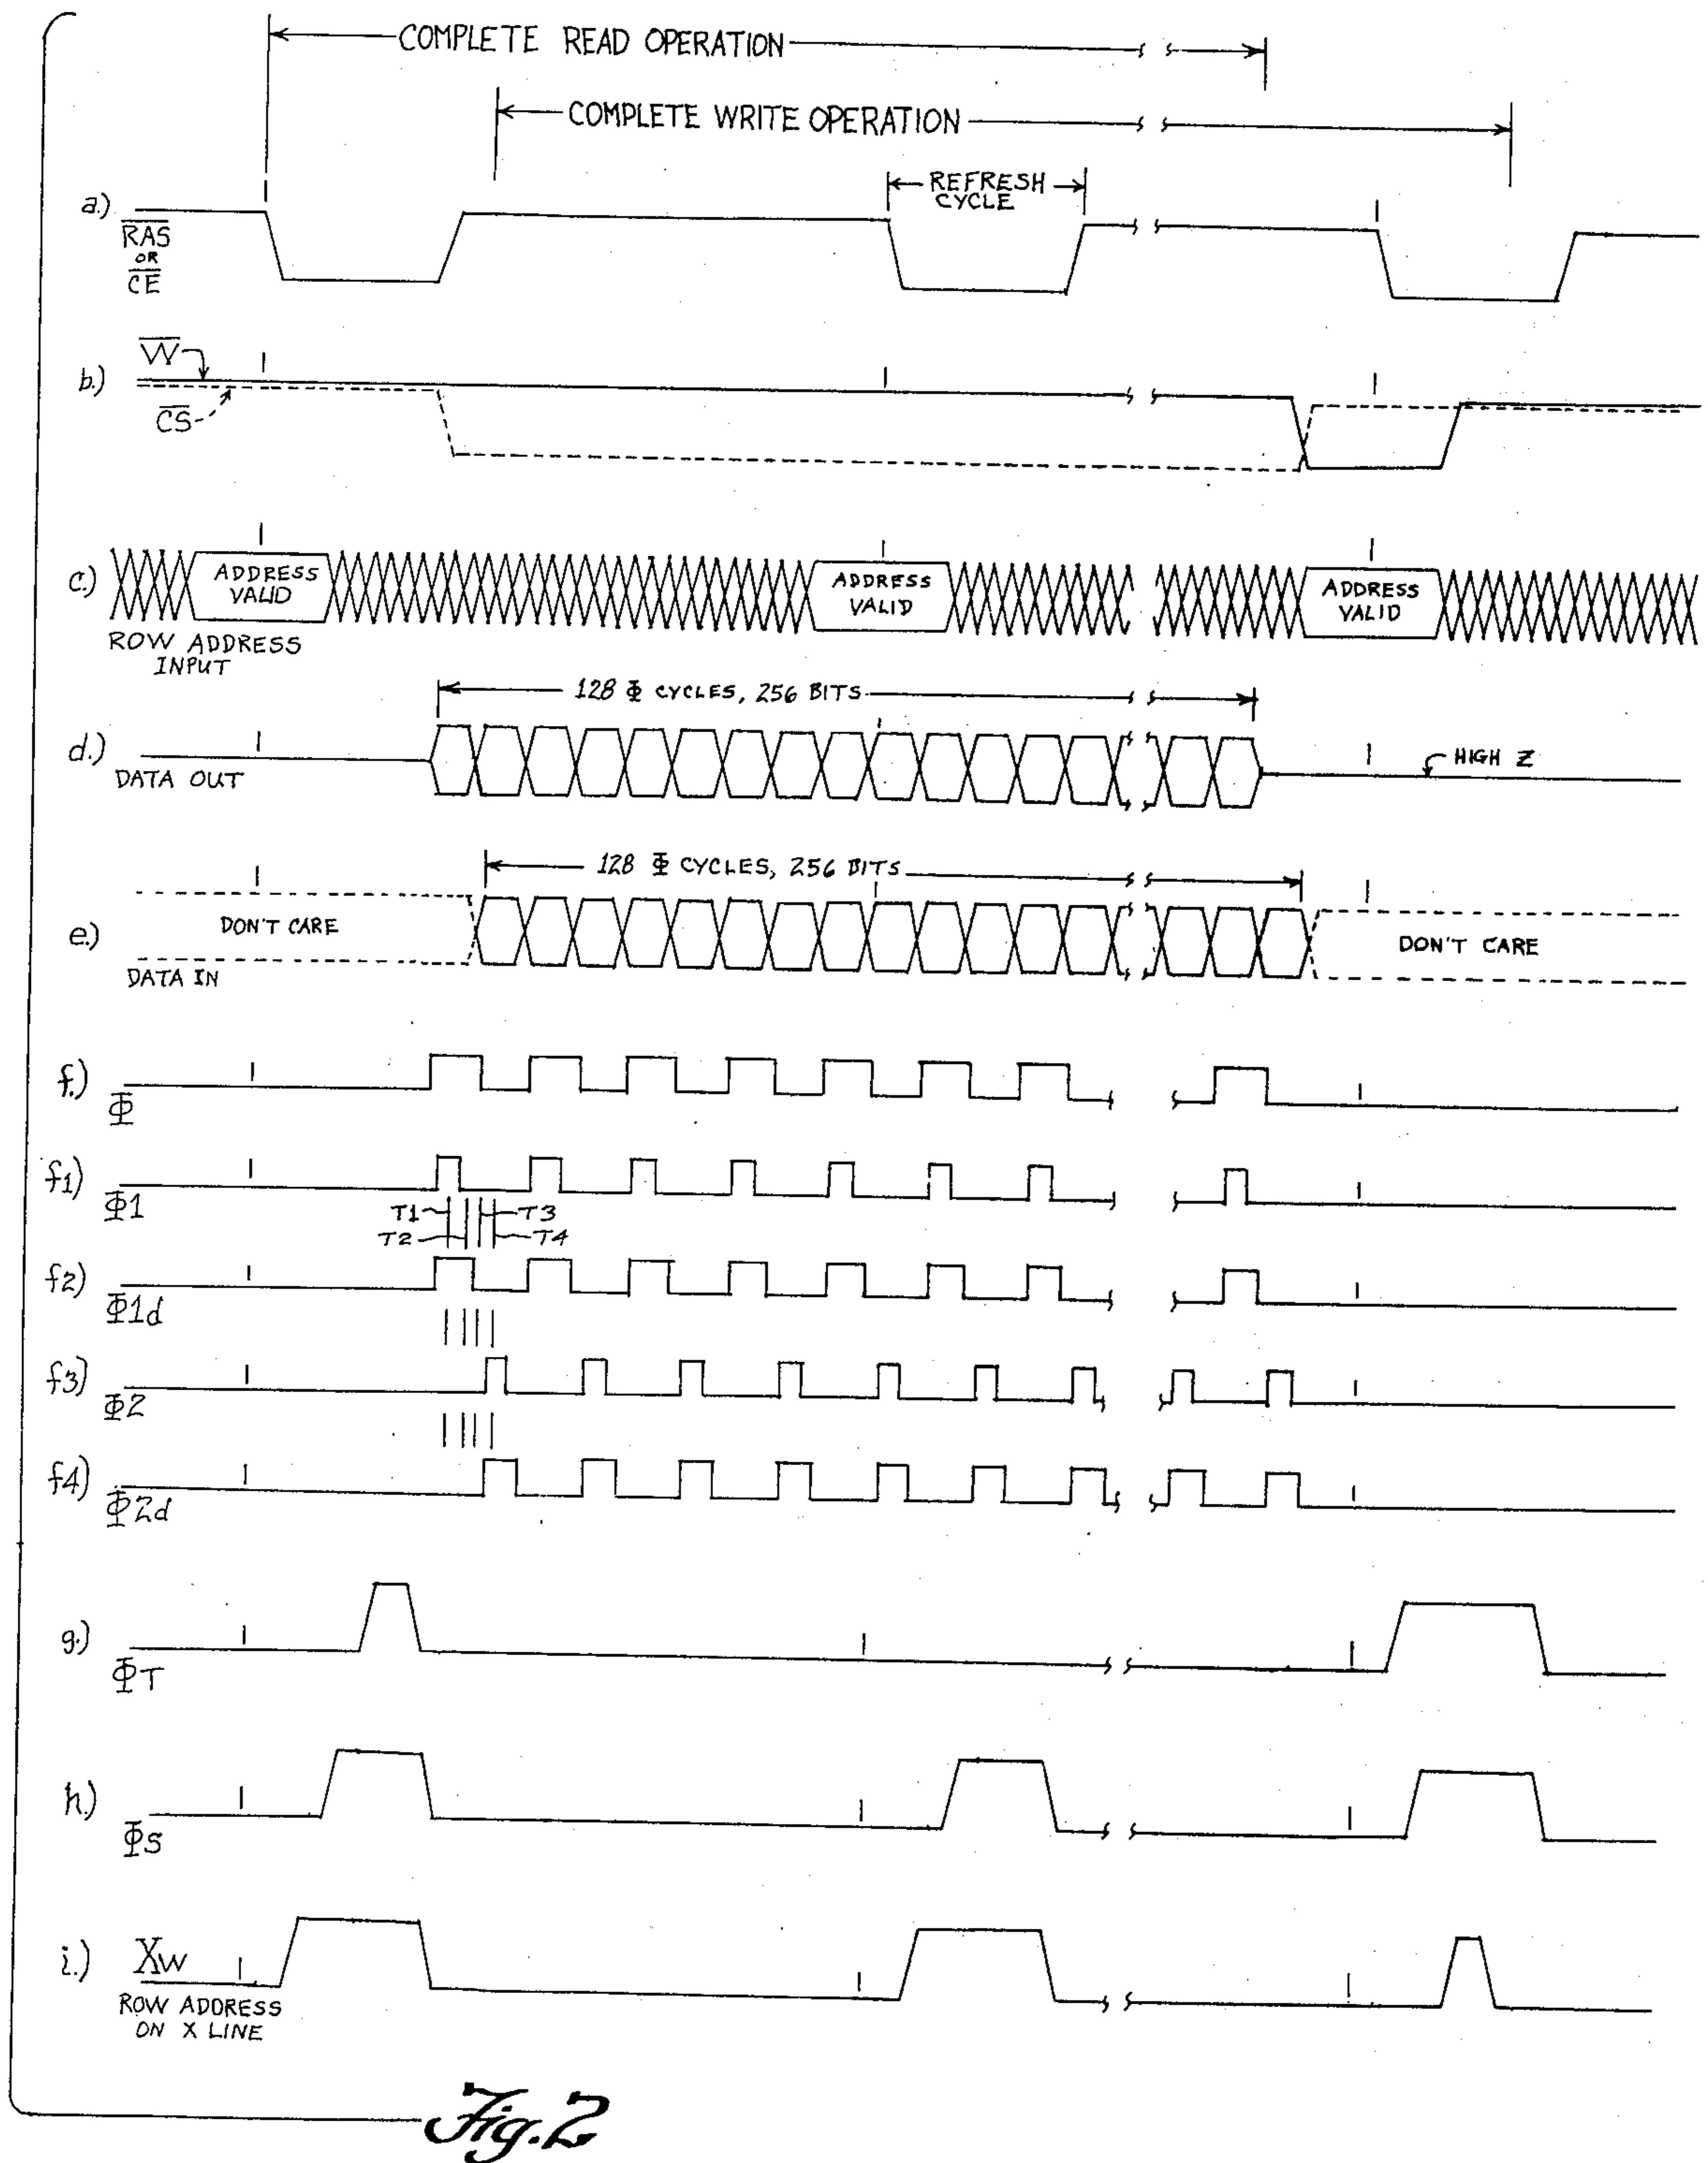 COMPLETE READ OPERATION
COMPLETE WRITE OPERATION
REFRESH
CYCLE
a.)
RAS
OR
CE
W
b.)
CS
c.)
ADDRESS
VALID
ADDRESS
VALID
ADDRESS
VALID
ROW ADDRESS
INPUT
128 Φ CYCLES, 256 BITS
d.)
DATA OUT
HIGH Z
128 Φ CYCLES, 256 BITS
e.)
DON'T CARE
DON'T CARE
DATA IN
f.)
Φ
f1)
Φ1
T1
T3
T2
T4
f2)
Φ1d
f3)
Φ2
f4)
Φ2d
g.)
ΦT
h.)
ΦS
i.)
Xw
ROW ADDRESS
ON X LINE
Fig. 2